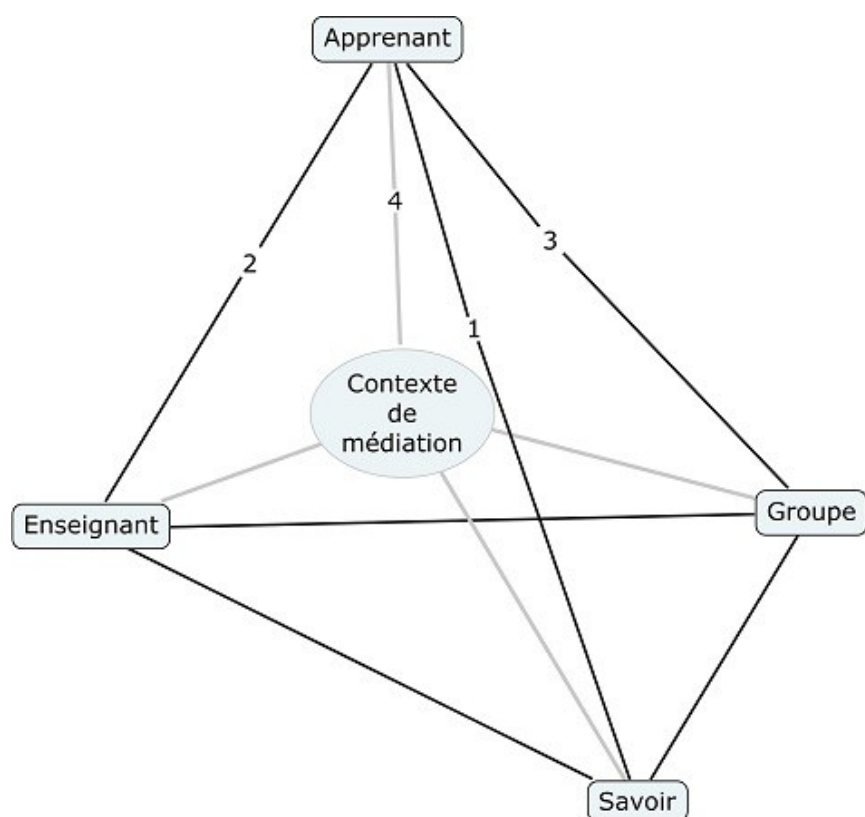 Apprenant
4
2
3
1
Contexte
de
médiation
Enseignant
Groupe
Savoir